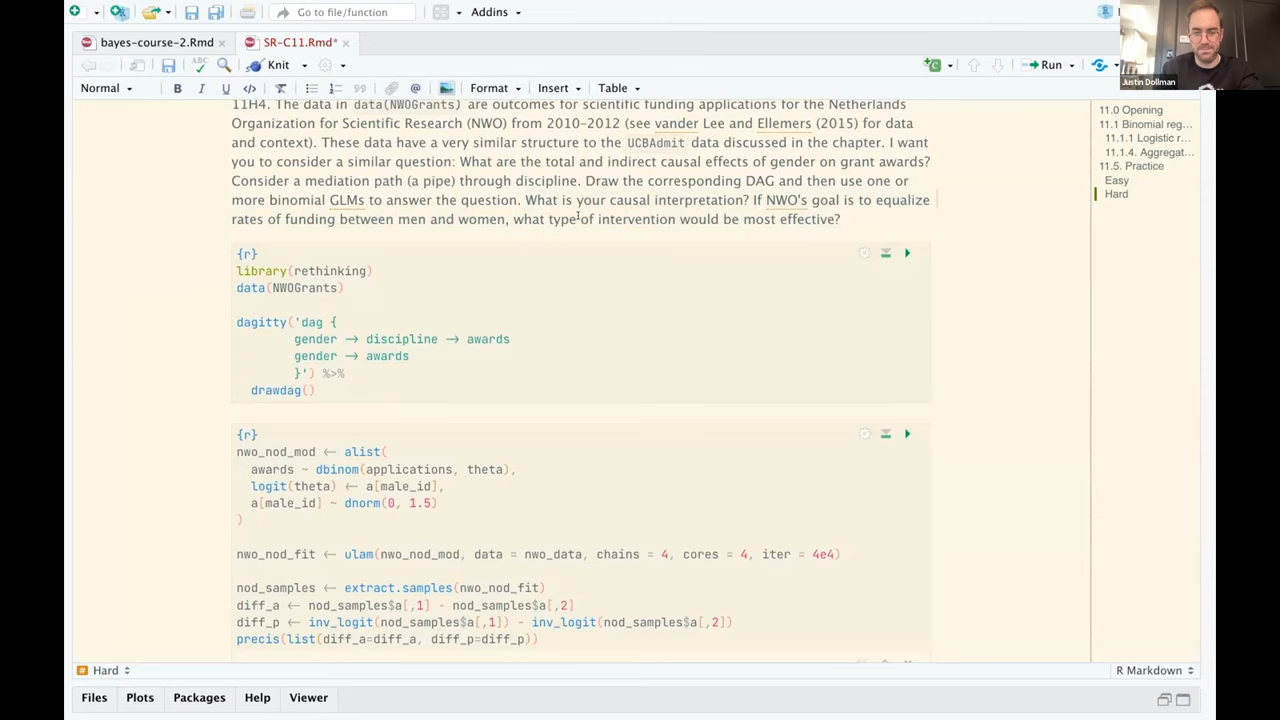 Go to file/function
Addins
bayes-course-2.Rmd
SR-C11.Rmd*
ABC
Knit
Run
Justin Dollman
Normal
B
I
U
</>
Format
Insert
Table
11H4. The data in data(NWOGrants) are outcomes for scientific funding applications for the Netherlands
Organization for Scientific Research (NWO) from 2010-2012 (see vander Lee and Ellemers (2015) for data
and context). These data have a very similar structure to the UCBAdmit data discussed in the chapter. I want
you to consider a similar question: What are the total and indirect causal effects of gender on grant awards?
Consider a mediation path (a pipe) through discipline. Draw the corresponding DAG and then use one or
more binomial GLMs to answer the question. What is your causal interpretation? If NWO's goal is to equalize
rates of funding between men and women, what type of intervention would be most effective?
{r}
library(rethinking)
data(NWOGrants)
dagitty('dag {
gender -> discipline -> awards
gender -> awards
}') %>%
drawdag()
{r}
nwo_nod_mod <- alist(
awards ~ dbinom(applications, theta),
logit(theta) <- a[male_id],
a[male_id] ~ dnorm(0, 1.5)
)
nwo_nod_fit <- ulam(nwo_nod_mod, data = nwo_data, chains = 4, cores = 4, iter = 4e4)
nod_samples <- extract.samples(nwo_nod_fit)
diff_a <- nod_samples$a[,1] - nod_samples$a[,2]
diff_p <- inv_logit(nod_samples$a[,1]) - inv_logit(nod_samples$a[,2])
precis(list(diff_a=diff_a, diff_p=diff_p))
11.0 Opening
11.1 Binomial reg...
11.1.1 Logistic r...
11.1.4. Aggregat...
11.5. Practice
Easy
Hard
# Hard
R Markdown
Files
Plots
Packages
Help
Viewer